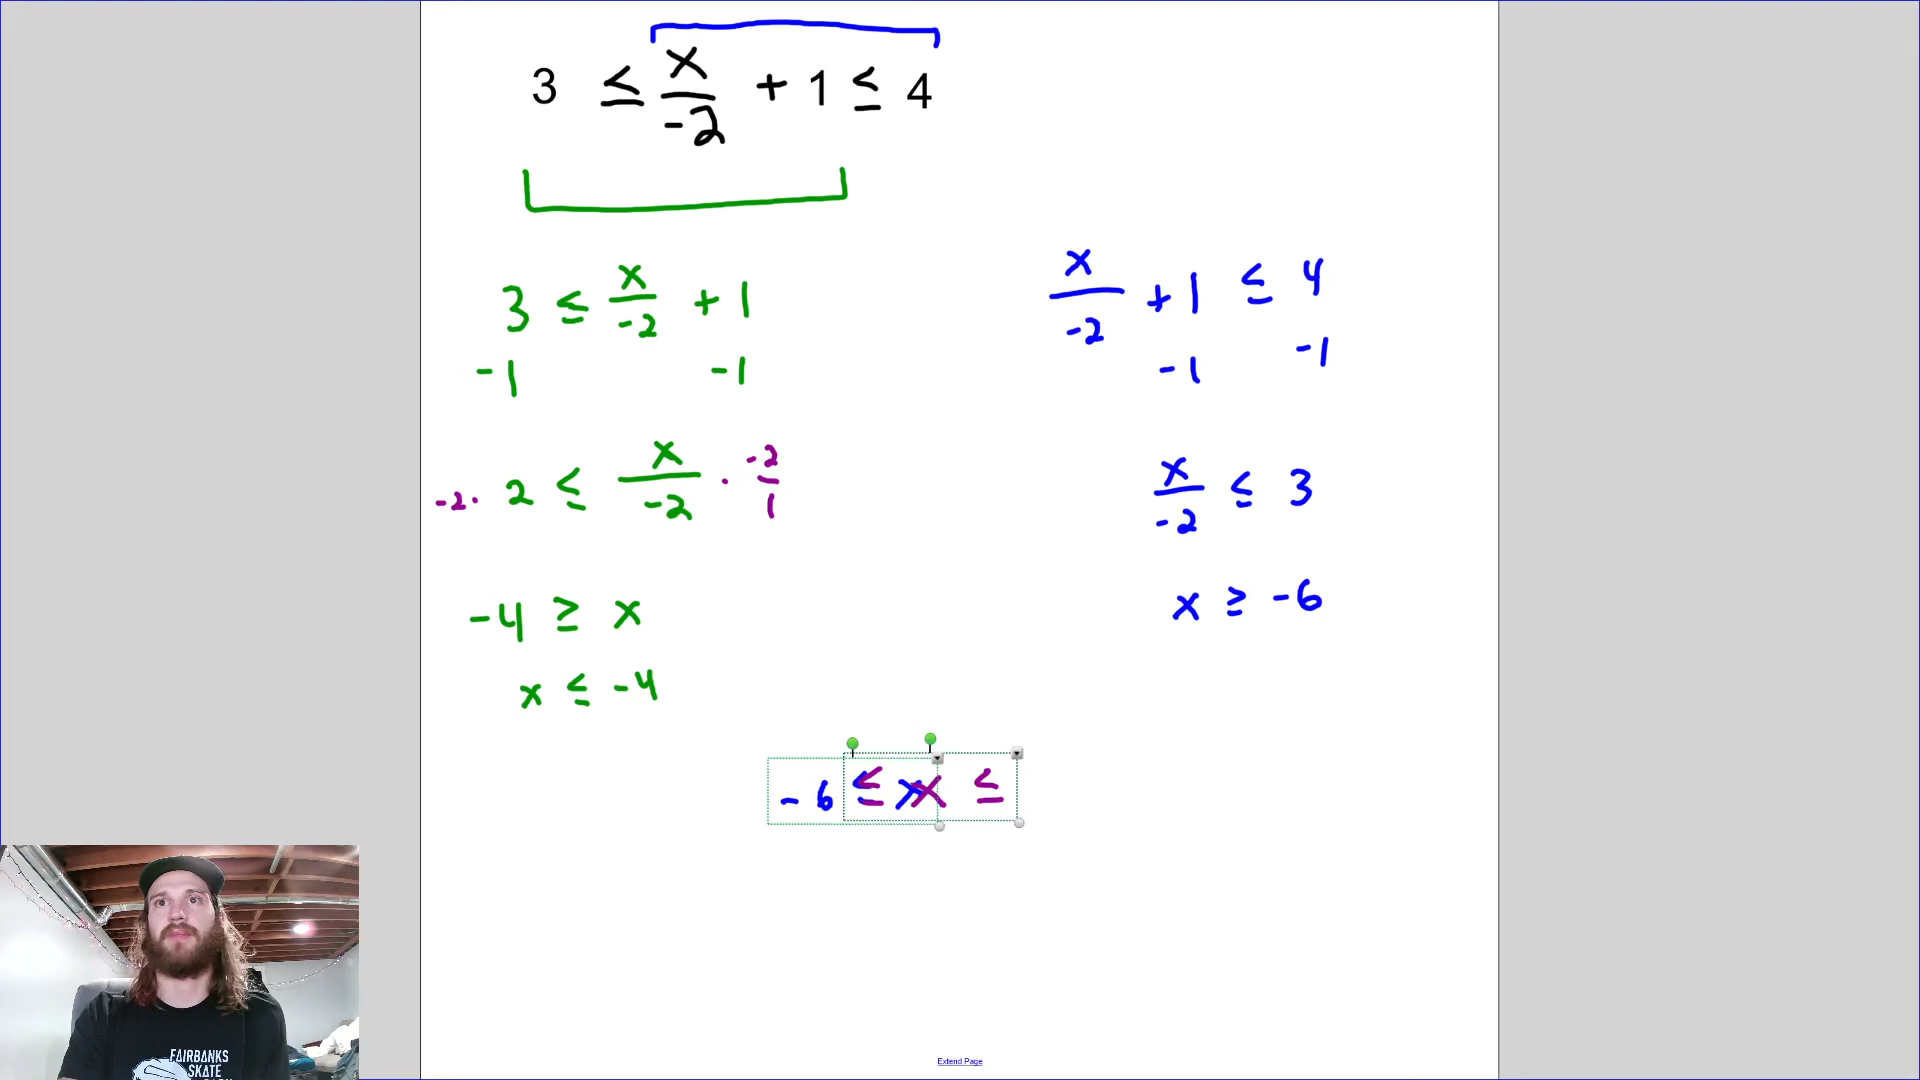 3 ≤ x/-2 + 1 ≤ 4
3 ≤ x/-2 + 1
-1 -1
-2 · 2 ≤ x/-2 · -2/1
-4 ≥ x
x ≤ -4
x/-2 + 1 ≤ 4
-1 -1
x/-2 ≤ 3
x ≥ -6
-6 ≤ x
≤ x ≤
FAIRBANKS
SKATE
Extend Page